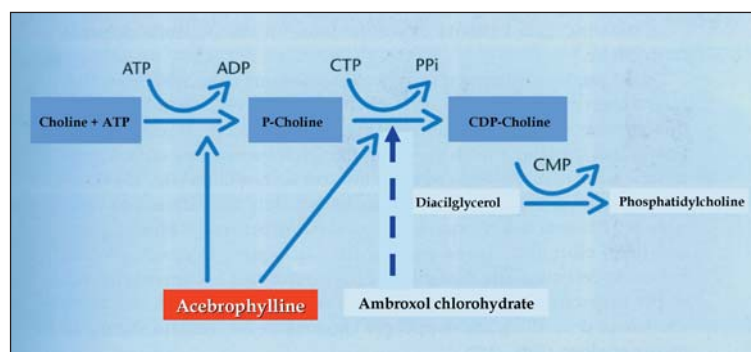 ATP ADP CTP PPi
Choline + ATP P-Choline CDP-Choline
CMP
Diacilglycerol Phosphatidylcholine
Acebrophylline Ambroxol chlorohydrate